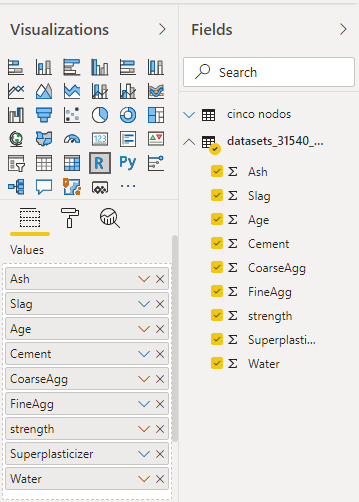 Visualizations
Values
Ash
Slag
Age
Cement
CoarseAgg
FineAgg
strength
Superplasticizer
Water
Fields
Search
cinco nodos
datasets_31540_...
Ash
Slag
Age
Cement
CoarseAgg
FineAgg
strength
Superplasti...
Water
123
R
Py